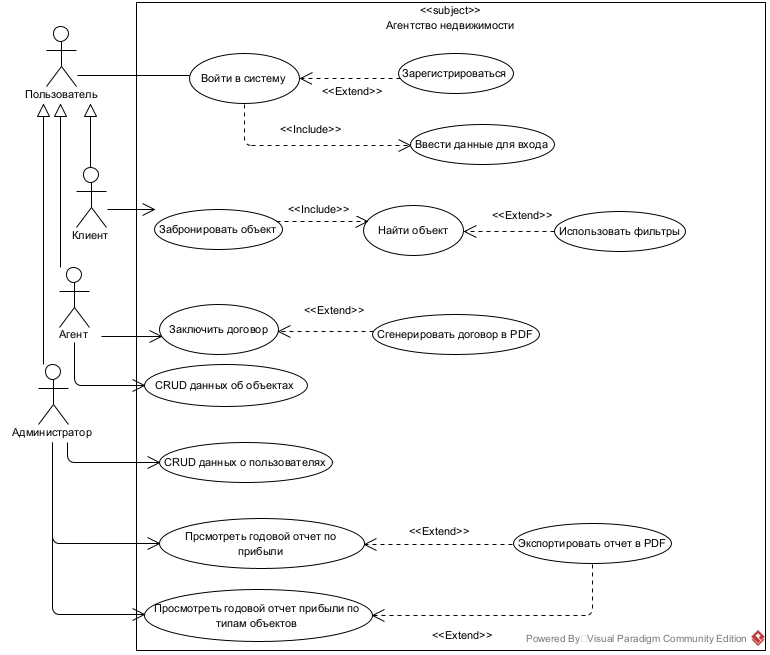 <<subject>>
Агентство недвижимости
Пользователь
Войти в систему
Зарегистрироваться
<<Extend>>
<<Include>>
Ввести данные для входа
Клиент
Забронировать объект
<<Include>>
Найти объект
<<Extend>>
Использовать фильтры
Агент
Заключить договор
<<Extend>>
Сгенерировать договор в PDF
CRUD данных об объектах
Администратор
CRUD данных о пользователях
Прсмотреть годовой отчет по
прибыли
<<Extend>>
Экспортировать отчет в PDF
Просмотреть годовой отчет прибыли по
типам объектов
<<Extend>>
Powered By Visual Paradigm Community Edition